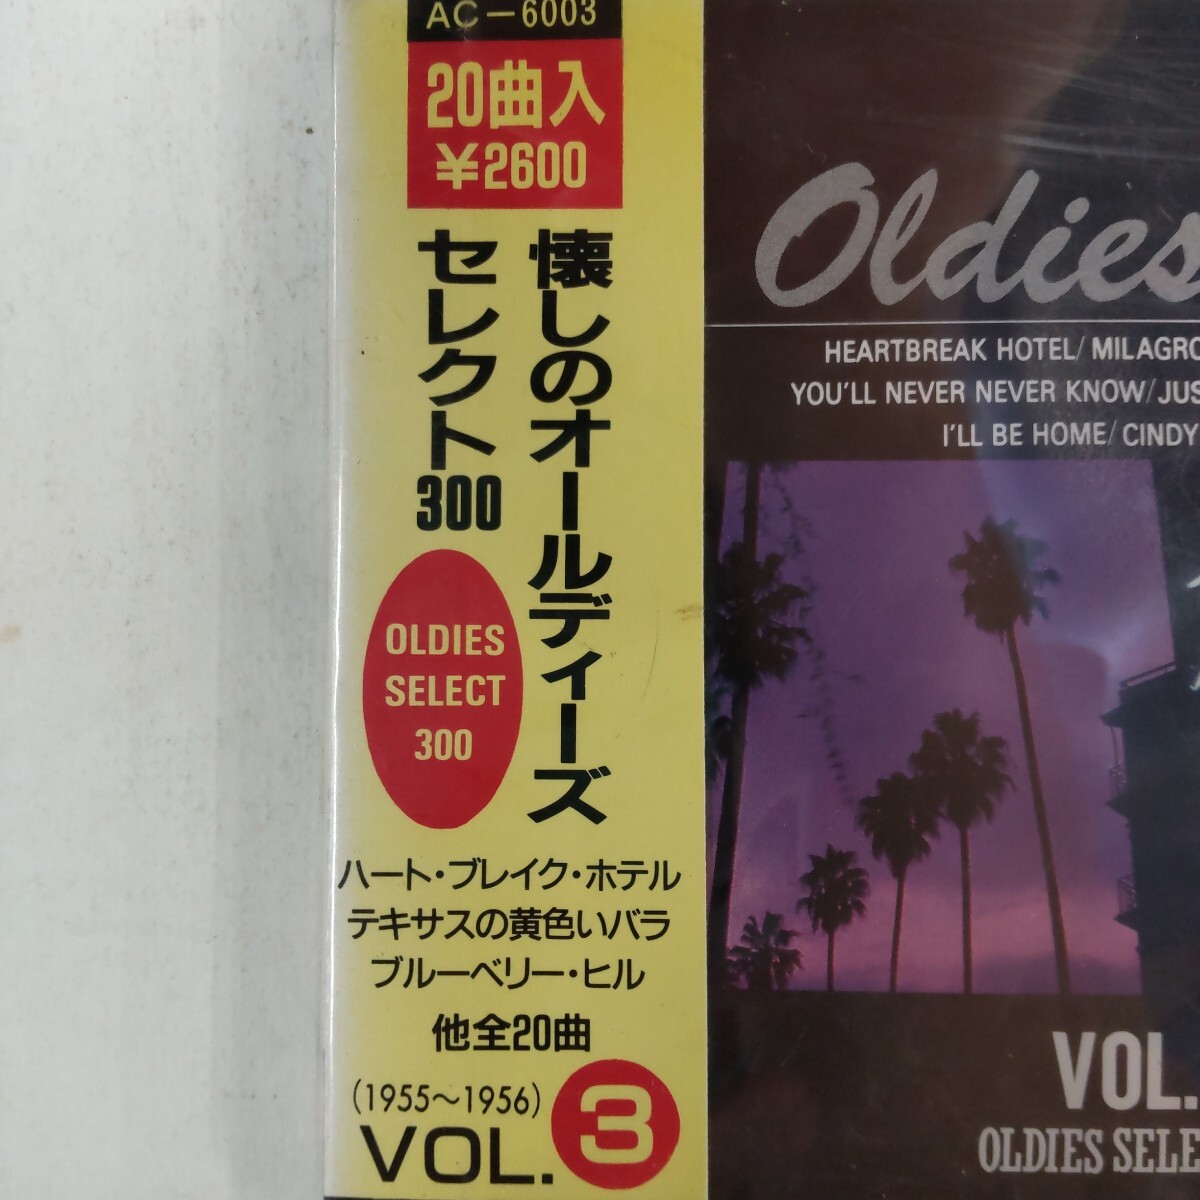 AC-6003
20曲入
¥2600
懐しのオールディーズ
セレクト300
OLDIES
SELECT
300
ハート・ブレイク・ホテル
テキサスの黄色いバラ
ブルーベリー・ヒル
他全20曲
(1955～1956)
VOL. 3
Oldies
HEARTBREAK HOTEL/MILAGRO
YOU'LL NEVER NEVER KNOW/JUS
I'LL BE HOME/CINDY
VOL.
OLDIES SELE